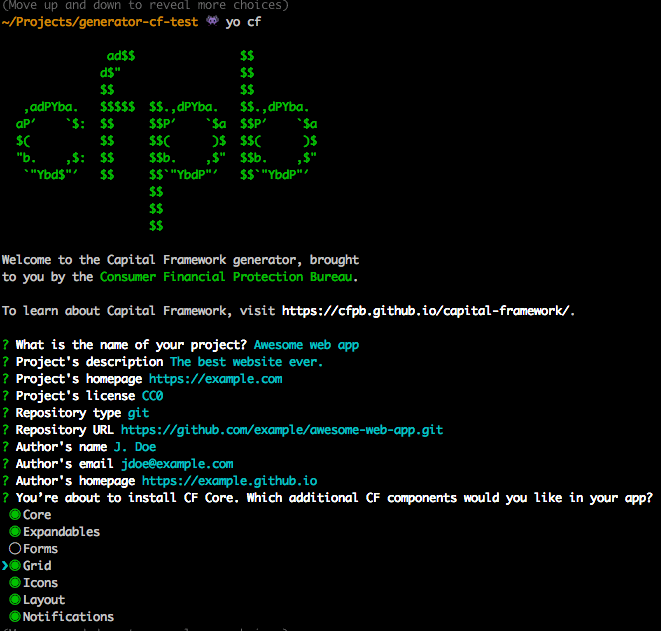 (Move up and down to reveal more choices)
~/Projects/generator-cf-test 👾 yo cf
         ad$$               $$
        d$"                 $$
        $$                  $$
 ,adPYba.   $$$$$  $$.,dPYba.  $$.,dPYba.
aP′    `$:  $$     $$P′    `$a $$P′    `$a
$(          $$     $$(      )$ $$(      )$
"b.    ,$:  $$     $$b.    ,$" $$b.    ,$"
 `"Ybd$"′   $$     $$`"YbdP"′  $$`"YbdP"′
                   $$
                   $$
                   $$
Welcome to the Capital Framework generator, brought
to you by the Consumer Financial Protection Bureau.
To learn about Capital Framework, visit https://cfpb.github.io/capital-framework/.
? What is the name of your project? Awesome web app
? Project's description The best website ever.
? Project's homepage https://example.com
? Project's license CC0
? Repository type git
? Repository URL https://github.com/example/awesome-web-app.git
? Author's name J. Doe
? Author's email jdoe@example.com
? Author's homepage https://example.github.io
? You’re about to install CF Core. Which additional CF components would you like in your app?
◉Core
◉Expandables
◯Forms
❯◉Grid
◉Icons
◉Layout
◉Notifications